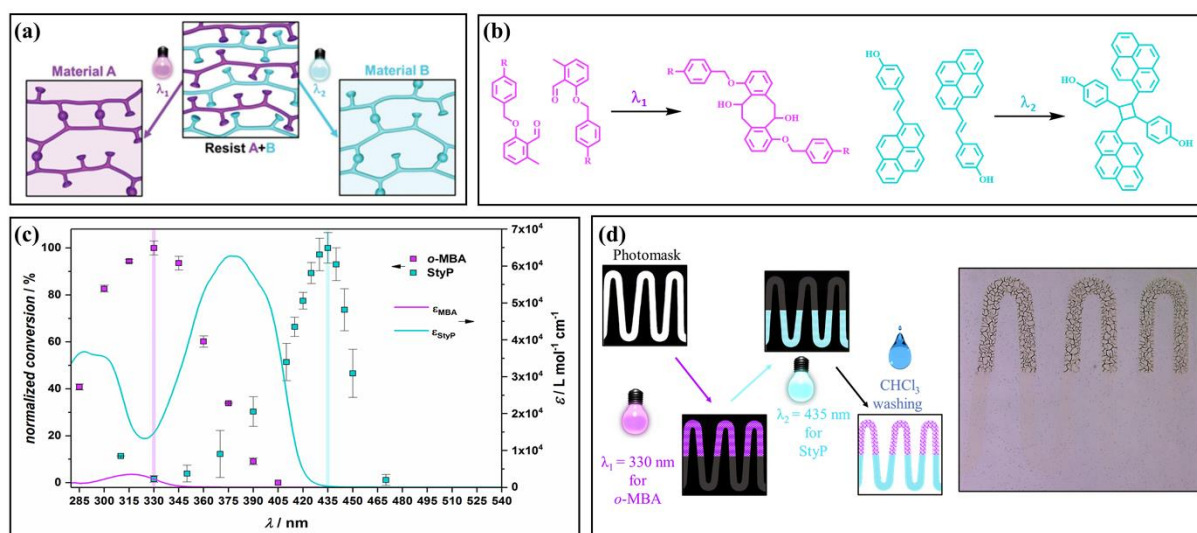 (a)
Material A
λ₁
λ₂
Material B
Resist A+B
(b)
R
O
O
O
O
R
λ₁
R
O
HO
OH
O
R
HO
OH
λ₂
HO
OH
(c)
normalized conversion / %
100
80
60
40
20
0
o-MBA
StyP
ε_MBA
ε_StyP
7x10⁴
6x10⁴
5x10⁴
4x10⁴
3x10⁴
2x10⁴
1x10⁴
0
ε / L mol⁻¹ cm⁻¹
285 300 315 330 345 360 375 390 405 420 435 450 465 480 495 510 525 540
λ / nm
(d)
Photomask
λ₁ = 330 nm
for
o-MBA
λ₂ = 435 nm
for
StyP
CHCl₃
washing